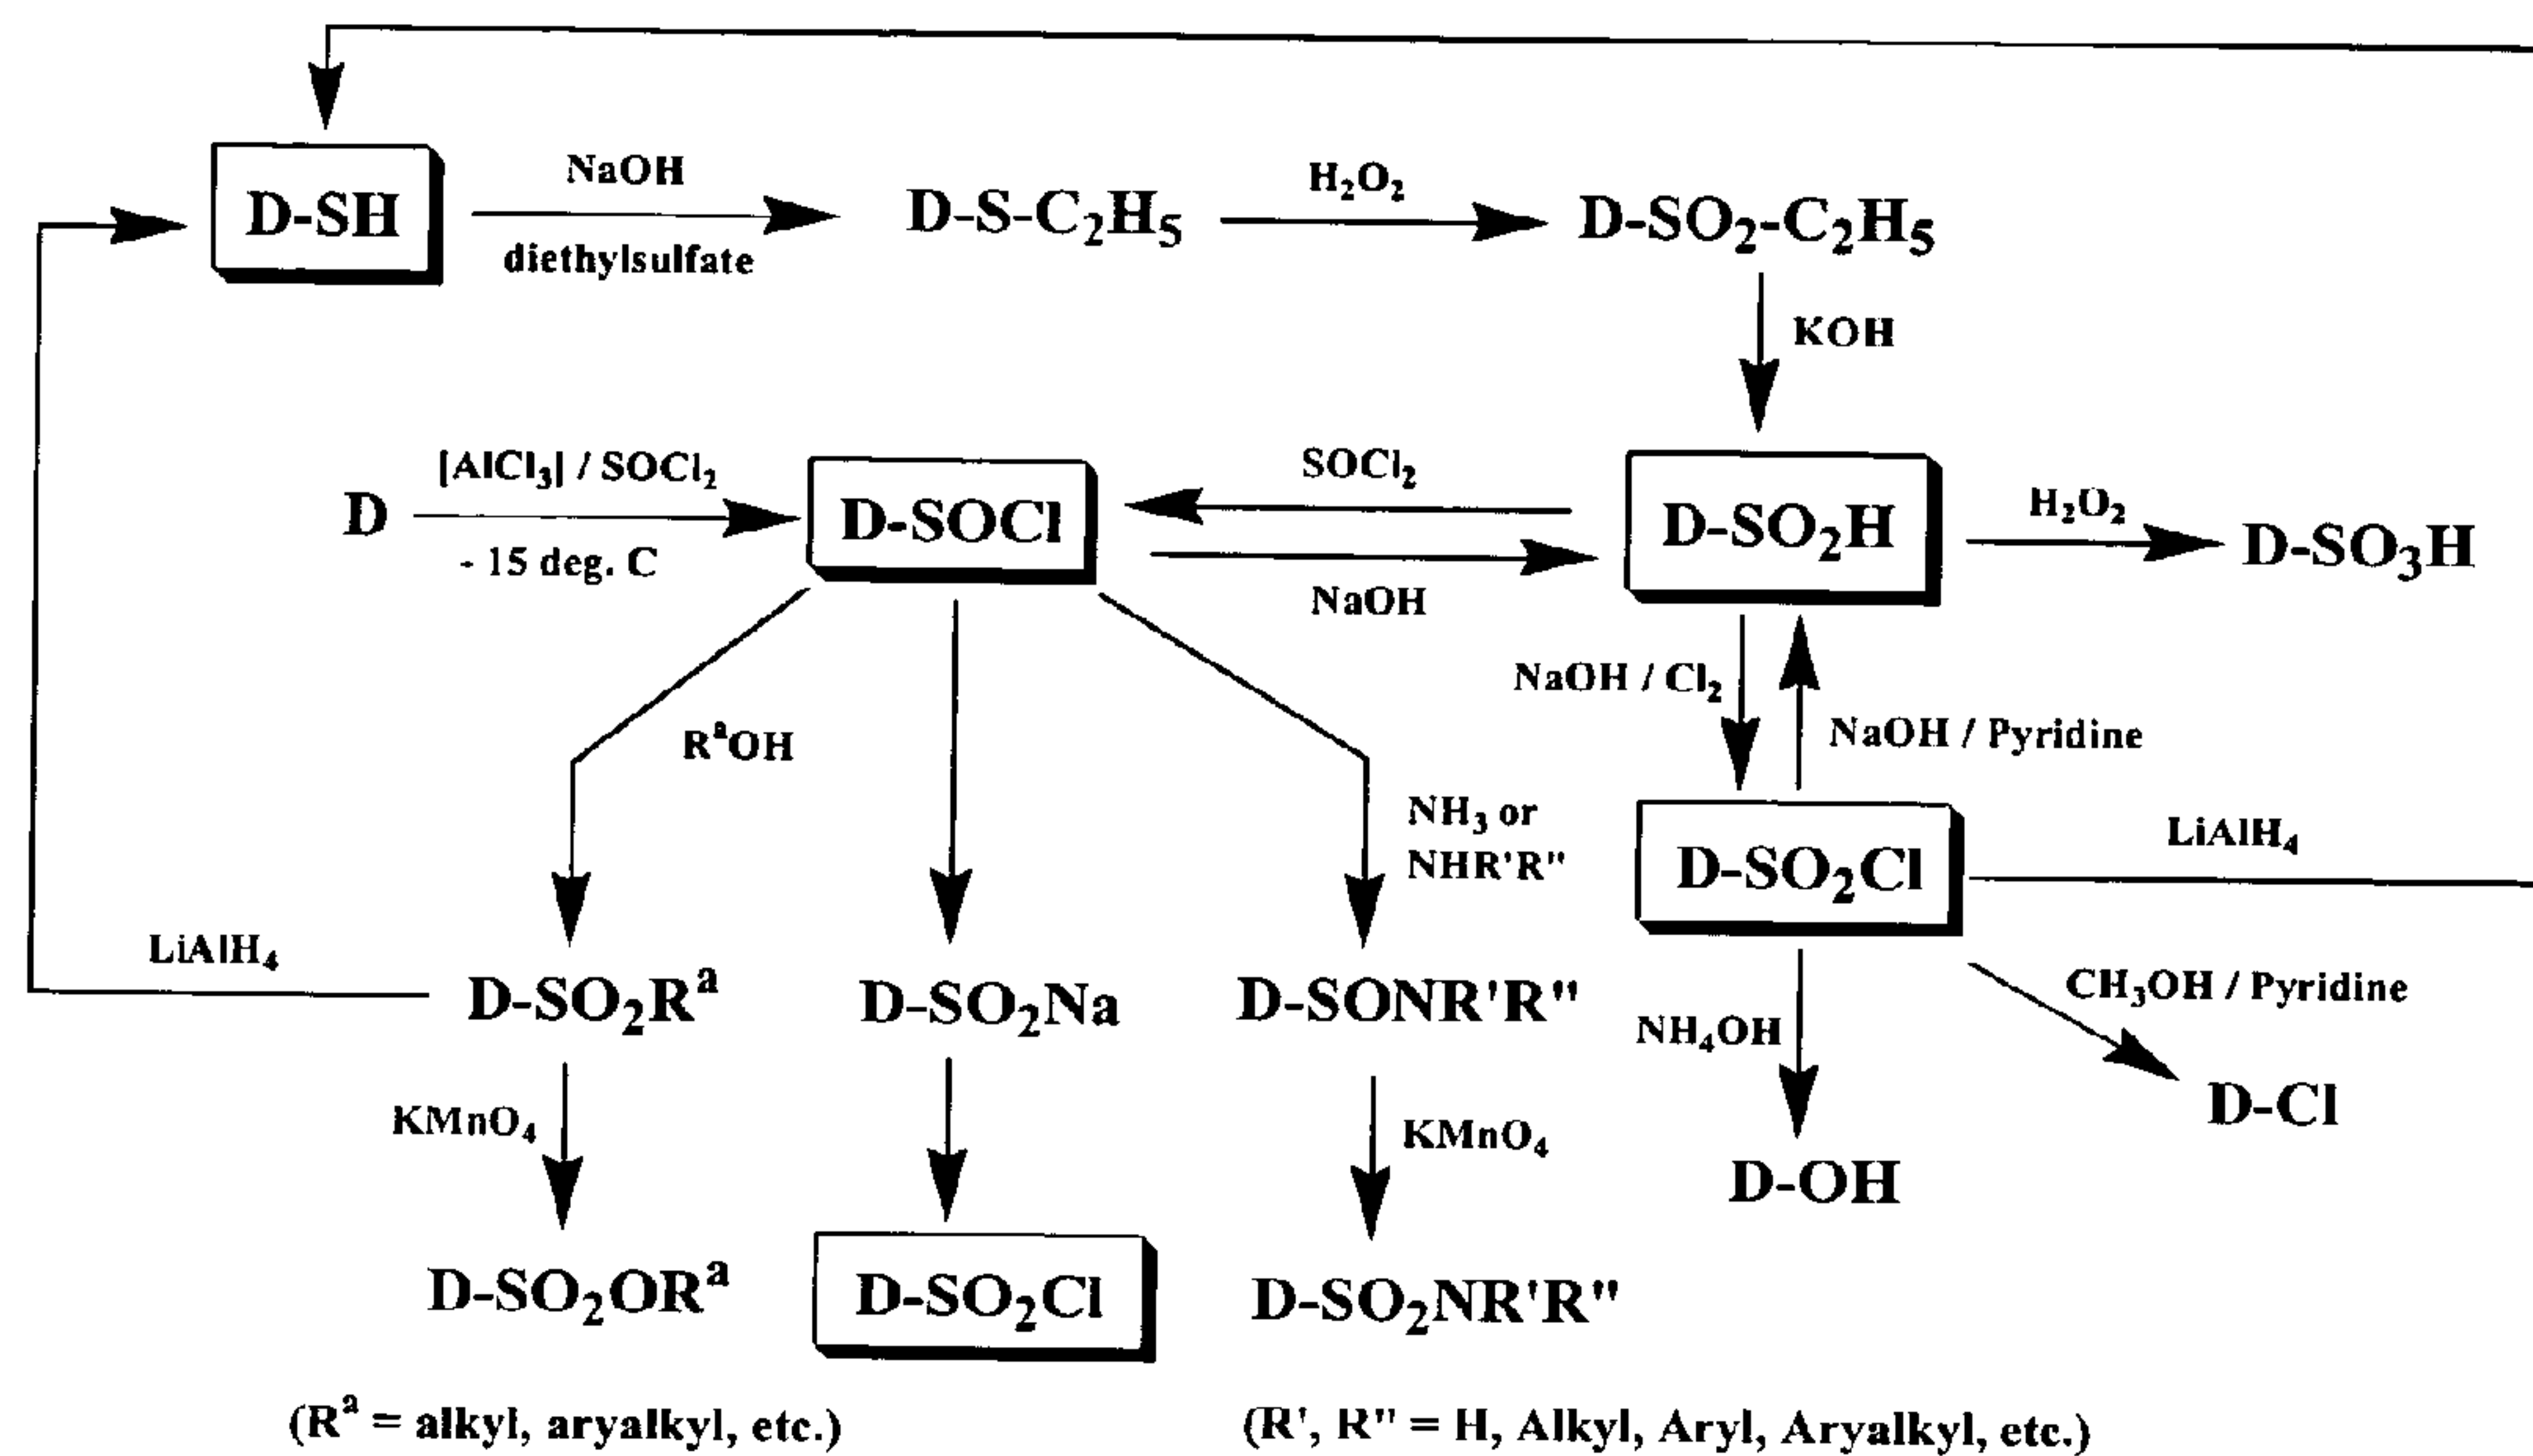 NaOH
H₂O₂
D-SH
D-S-C₂H₅
D-SO₂-C₂H₅
diethylsulfate
KOH
[AlCl₃] / SOCl₂
SOCl₂
H₂O₂
D
D-SOCl
D-SO₂H
D-SO₃H
- 15 deg. C
NaOH
NaOH / Cl₂
RᵃOH
NaOH / Pyridine
NH₃ or
NHR'R"
LiAlH₄
D-SO₂Cl
LiAlH₄
D-SO₂Rᵃ
D-SO₂Na
D-SONR'R"
CH₃OH / Pyridine
NH₄OH
KMnO₄
KMnO₄
D-Cl
D-OH
D-SO₂ORᵃ
D-SO₂Cl
D-SO₂NR'R"
(Rᵃ = alkyl, aryalkyl, etc.)
(R', R" = H, Alkyl, Aryl, Aryalkyl, etc.)